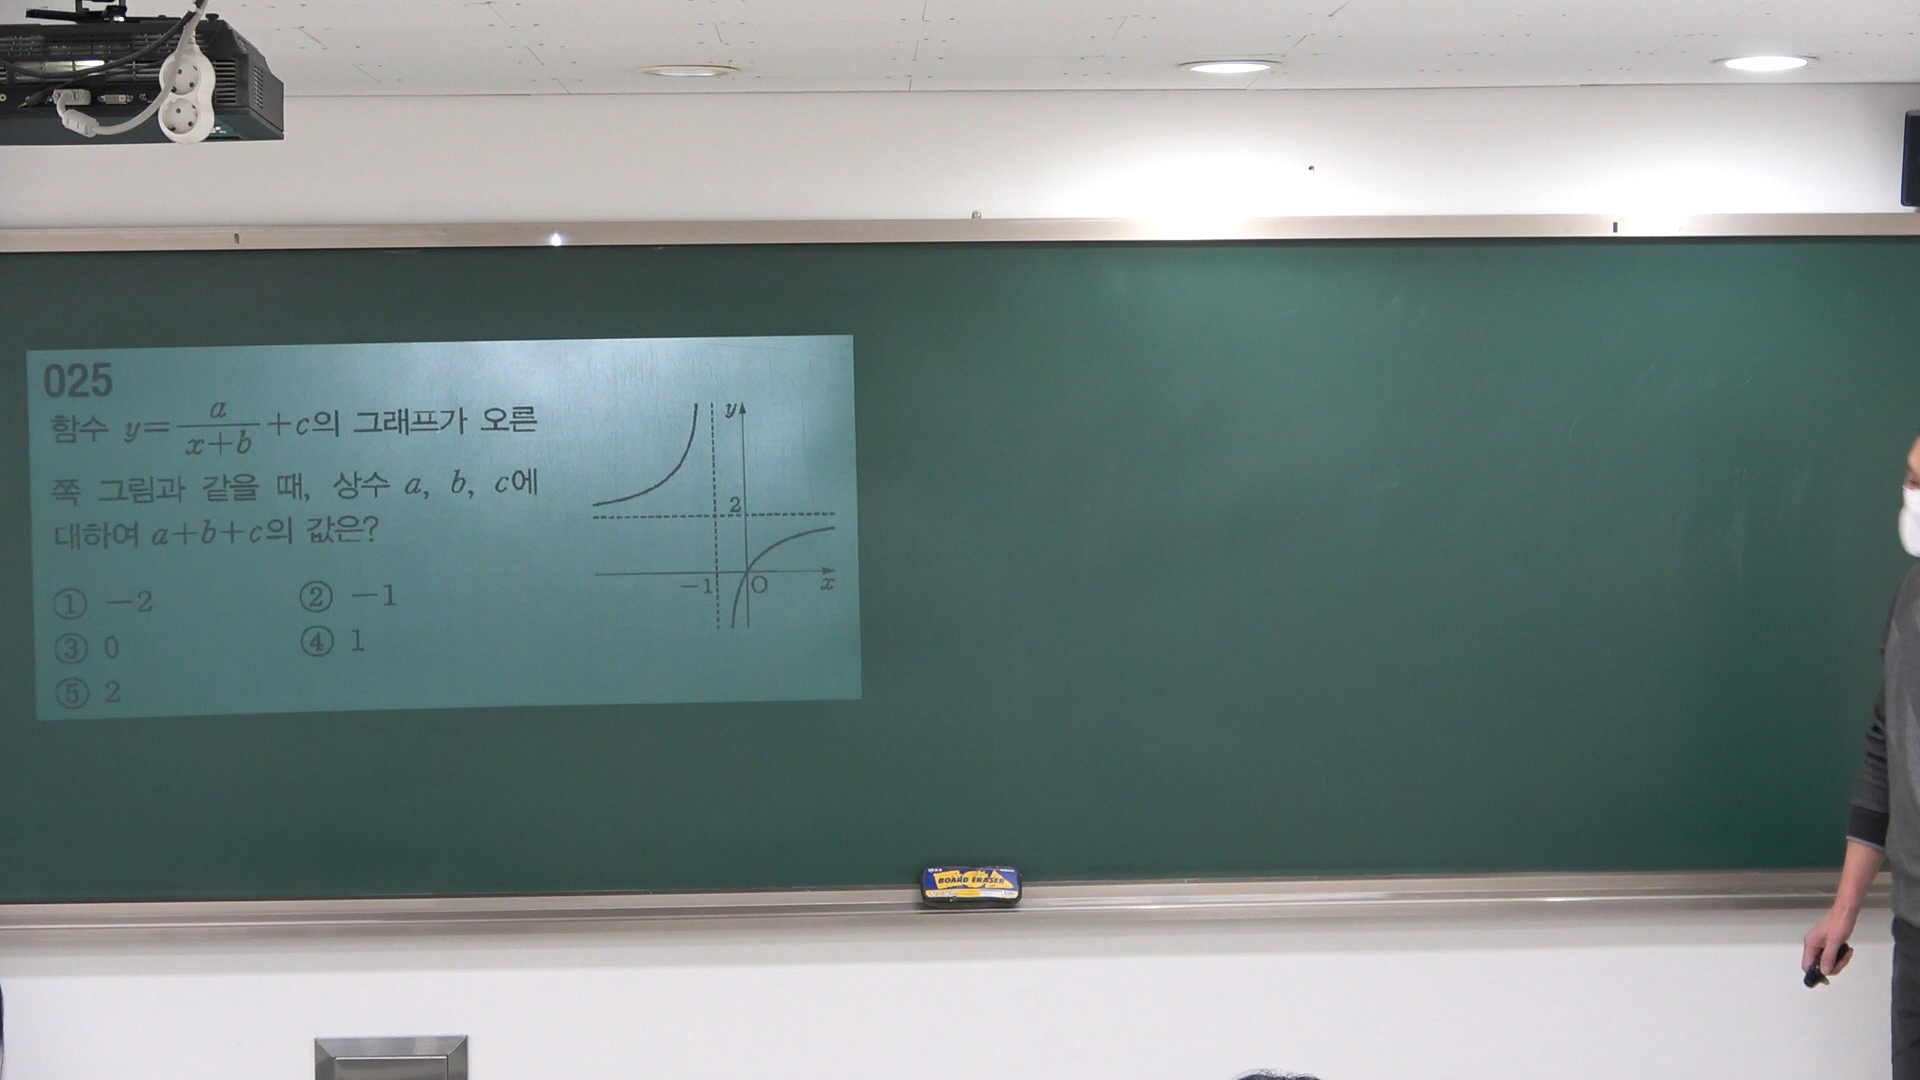 025
함수 y=a/(x+b)+c의 그래프가 오른
쪽 그림과 같을 때, 상수 a, b, c에
대하여 a+b+c의 값은?
① −2
② −1
③ 0
④ 1
⑤ 2
y
2
−1
O
x
BOARD ERASER